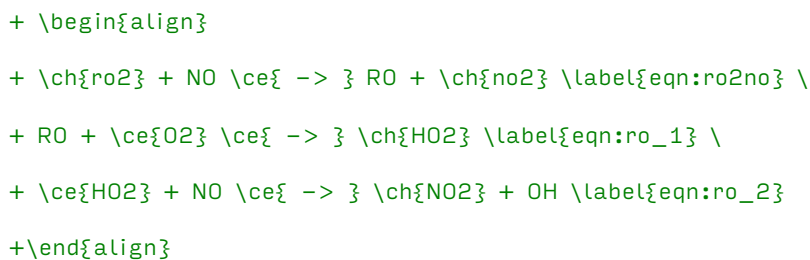 + \begin{align}
+ \ch{ro2} + NO \ce{ -> } RO + \ch{no2} \label{eqn:ro2no} \
+ RO + \ce{O2} \ce{ -> } \ch{HO2} \label{eqn:ro_1} \
+ \ce{HO2} + NO \ce{ -> } \ch{NO2} + OH \label{eqn:ro_2}
+\end{align}